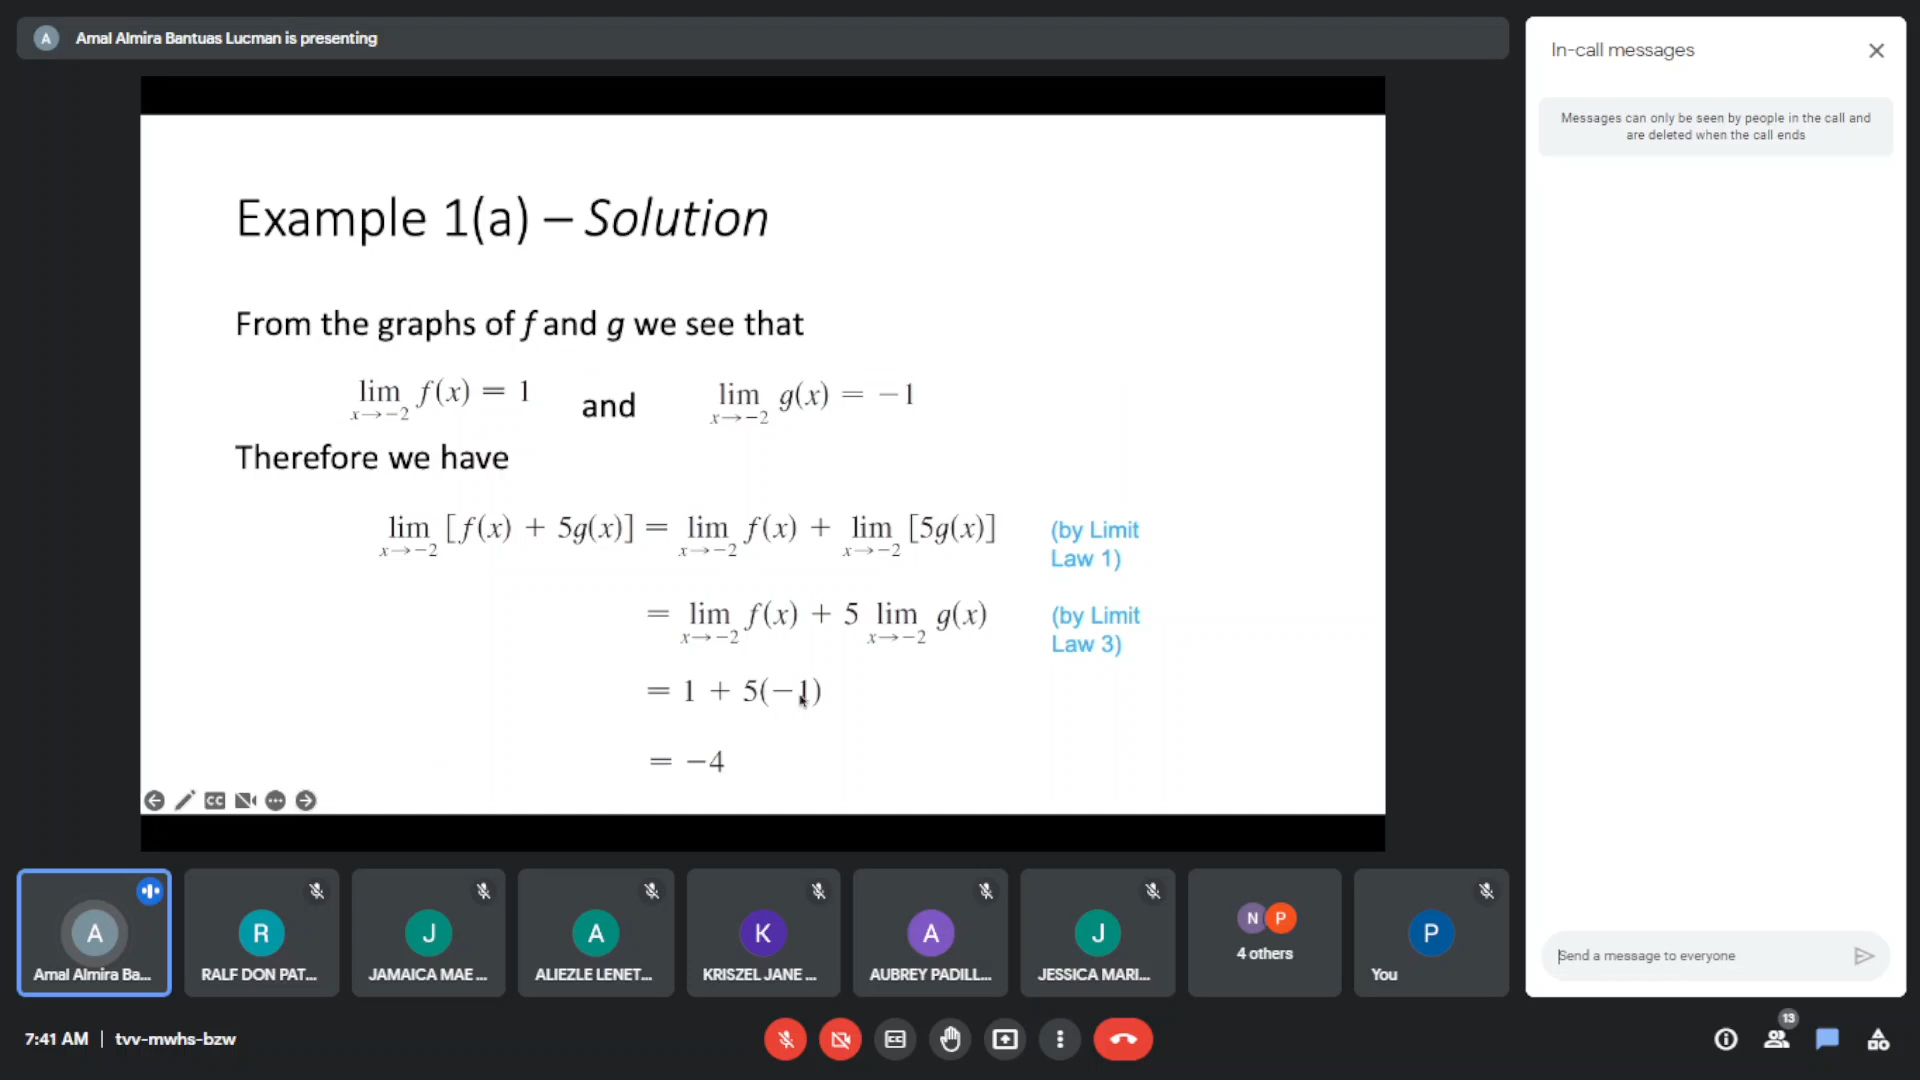 A Amal Almira Bantuas Lucman is presenting
Example 1(a) – Solution
From the graphs of f and g we see that
lim x→−2 f(x) = 1 and lim x→−2 g(x) = −1
Therefore we have
lim x→−2 [f(x) + 5g(x)] = lim x→−2 f(x) + lim x→−2 [5g(x)] (by Limit
Law 1)
= lim x→−2 f(x) + 5 lim x→−2 g(x) (by Limit
Law 3)
= 1 + 5(−1)
= −4
CC
A
Amal Almira Ba...
R
RALF DON PAT...
J
JAMAICA MAE ...
A
ALIEZLE LENET...
K
KRISZEL JANE ...
A
AUBREY PADILL...
J
JESSICA MARI...
N P
4 others
P
You
7:41 AM | tvv-mwhs-bzw
CC
13
In-call messages
Messages can only be seen by people in the call and
are deleted when the call ends
Send a message to everyone